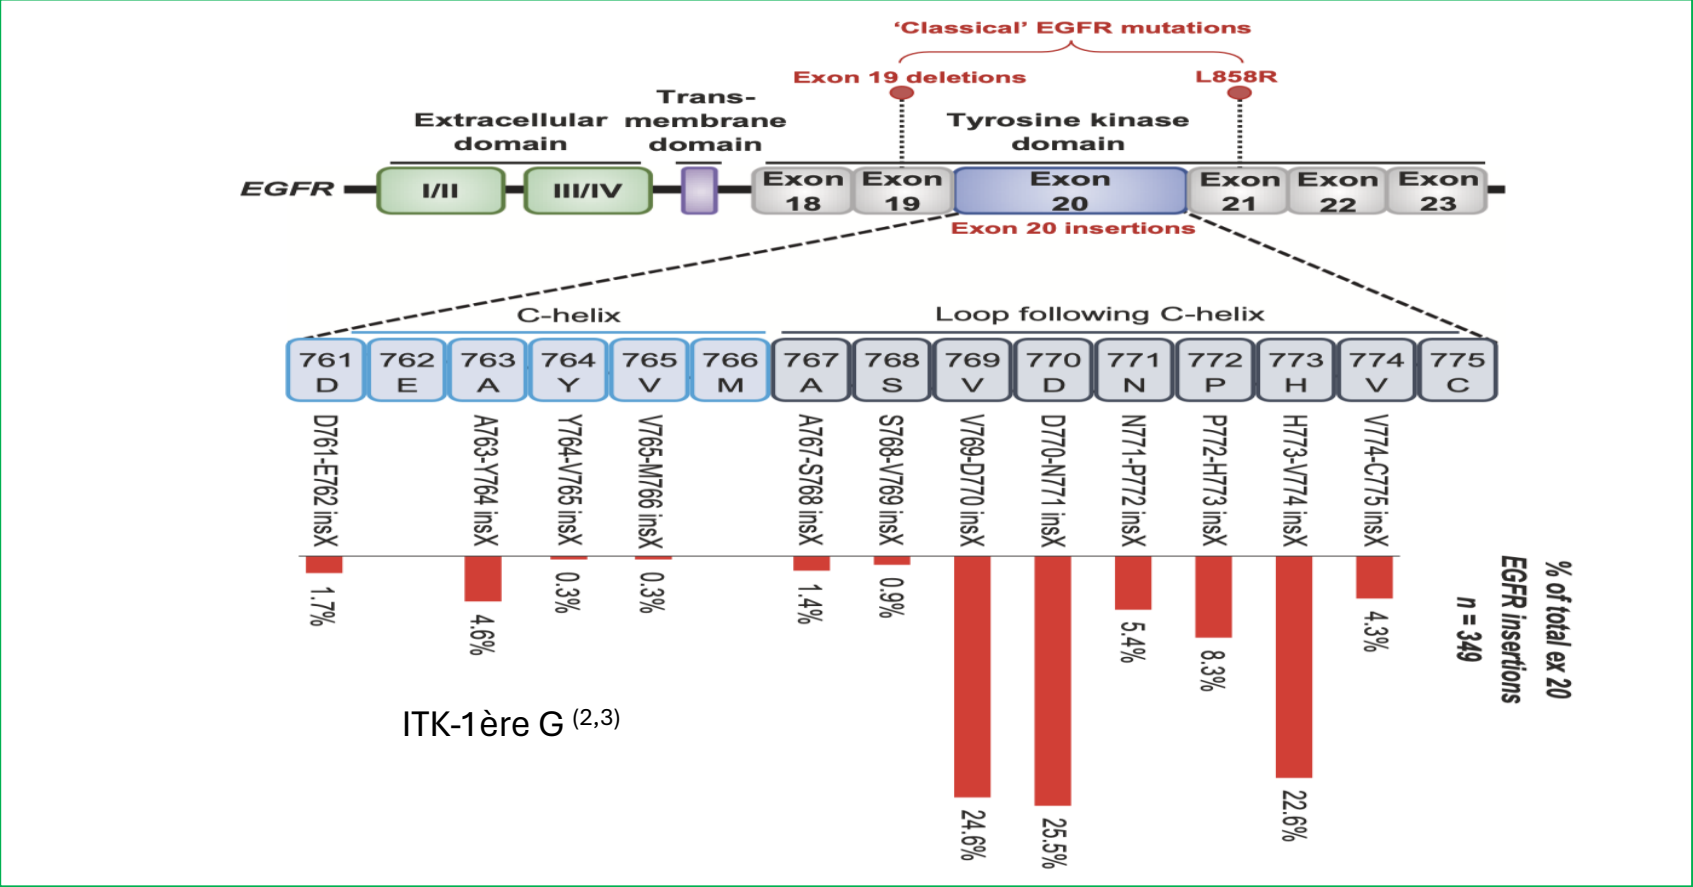 ‘Classical’ EGFR mutations
Exon 19 deletions
L858R
Extracellular
domain
Trans-
membrane
domain
Tyrosine kinase
domain
EGFR
I/II
III/IV
Exon
18
Exon
19
Exon
20
Exon
21
Exon
22
Exon
23
Exon 20 insertions
C-helix
Loop following C-helix
761
D
762
E
763
A
764
Y
765
V
766
M
767
A
768
S
769
V
770
D
771
N
772
P
773
H
774
V
775
C
D761-E762 insX
A763-Y764 insX
Y764-V765 insX
V765-M766 insX
A767-S768 insX
S768-V769 insX
V769-D770 insX
D770-N771 insX
N771-P772 insX
P772-H773 insX
H773-V774 insX
V774-C775 insX
1.7%
4.6%
0.3%
0.3%
1.4%
0.9%
24.6%
25.5%
5.4%
8.3%
22.6%
4.3%
% of total ex 20
EGFR insertions
n = 349
ITK-1ère G (2,3)